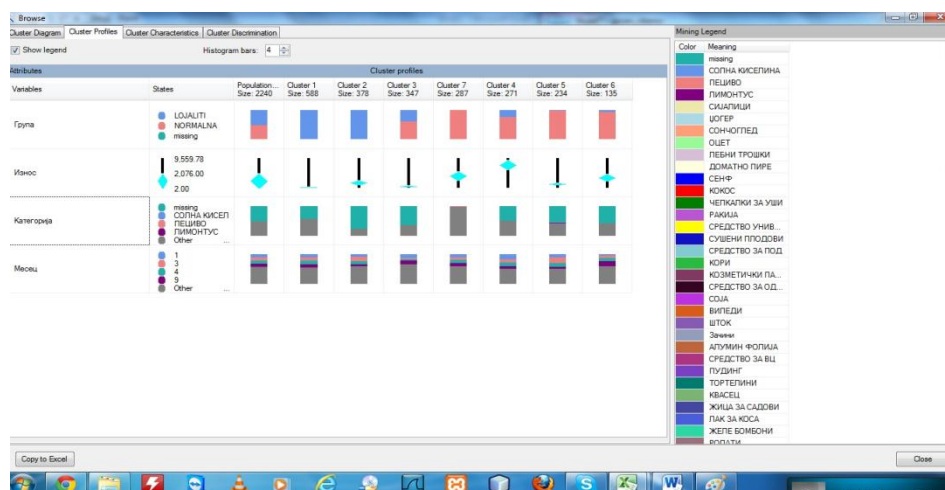 Browse
Cluster Diagram Cluster Profiles Cluster Characteristics Cluster Discrimination
Show legend
Histogram bars: 4
Attributes Cluster profiles
Variables States Population... Size: 2240 Cluster 1 Size: 588 Cluster 2 Size: 378 Cluster 3 Size: 347 Cluster 7 Size: 287 Cluster 4 Size: 271 Cluster 5 Size: 234 Cluster 6 Size: 135
Група
LOJALITI
NORMALNA
missing
Износ
9.559.78
2.076.00
2.00
Категорија
missing
СОПНА КИСЕЛ
ПЕЦИВО
ЛИМОНТУС
Other ...
Месец
1
3
4
9
Other ...
Copy to Excel
Mining Legend
Color Meaning
missing
СОПНА КИСЕЛИНА
ПЕЦИВО
ЛИМОНТУС
СИЈАЛИЦИ
ЏОГЕР
СОНЧОГЛЕД
ОЦЕТ
ЛЕБНИ ТРОШКИ
ДОМАТНО ПИРЕ
СЕНФ
КОКОС
ЧЕПКАЛКИ ЗА УШИ
РАКИЈА
СРЕДСТВО УНИВ...
СУШЕНИ ПЛОДОВИ
СРЕДСТВО ЗА ПОД
КОРИ
КОЗМЕТИЧКИ ПА...
СРЕДСТВО ЗА ОД...
СОЈА
ВИЛЕДИ
ШТОК
Зачини
АЛУМИН ФОЛИЈА
СРЕДСТВО ЗА ВЦ
ПУДИНГ
ТОРТЕЛИНИ
КВАСЕЦ
ЖИЦА ЗА САДОВИ
ЛАК ЗА КОСА
ЖЕЛЕ БОМБОНИ
Close